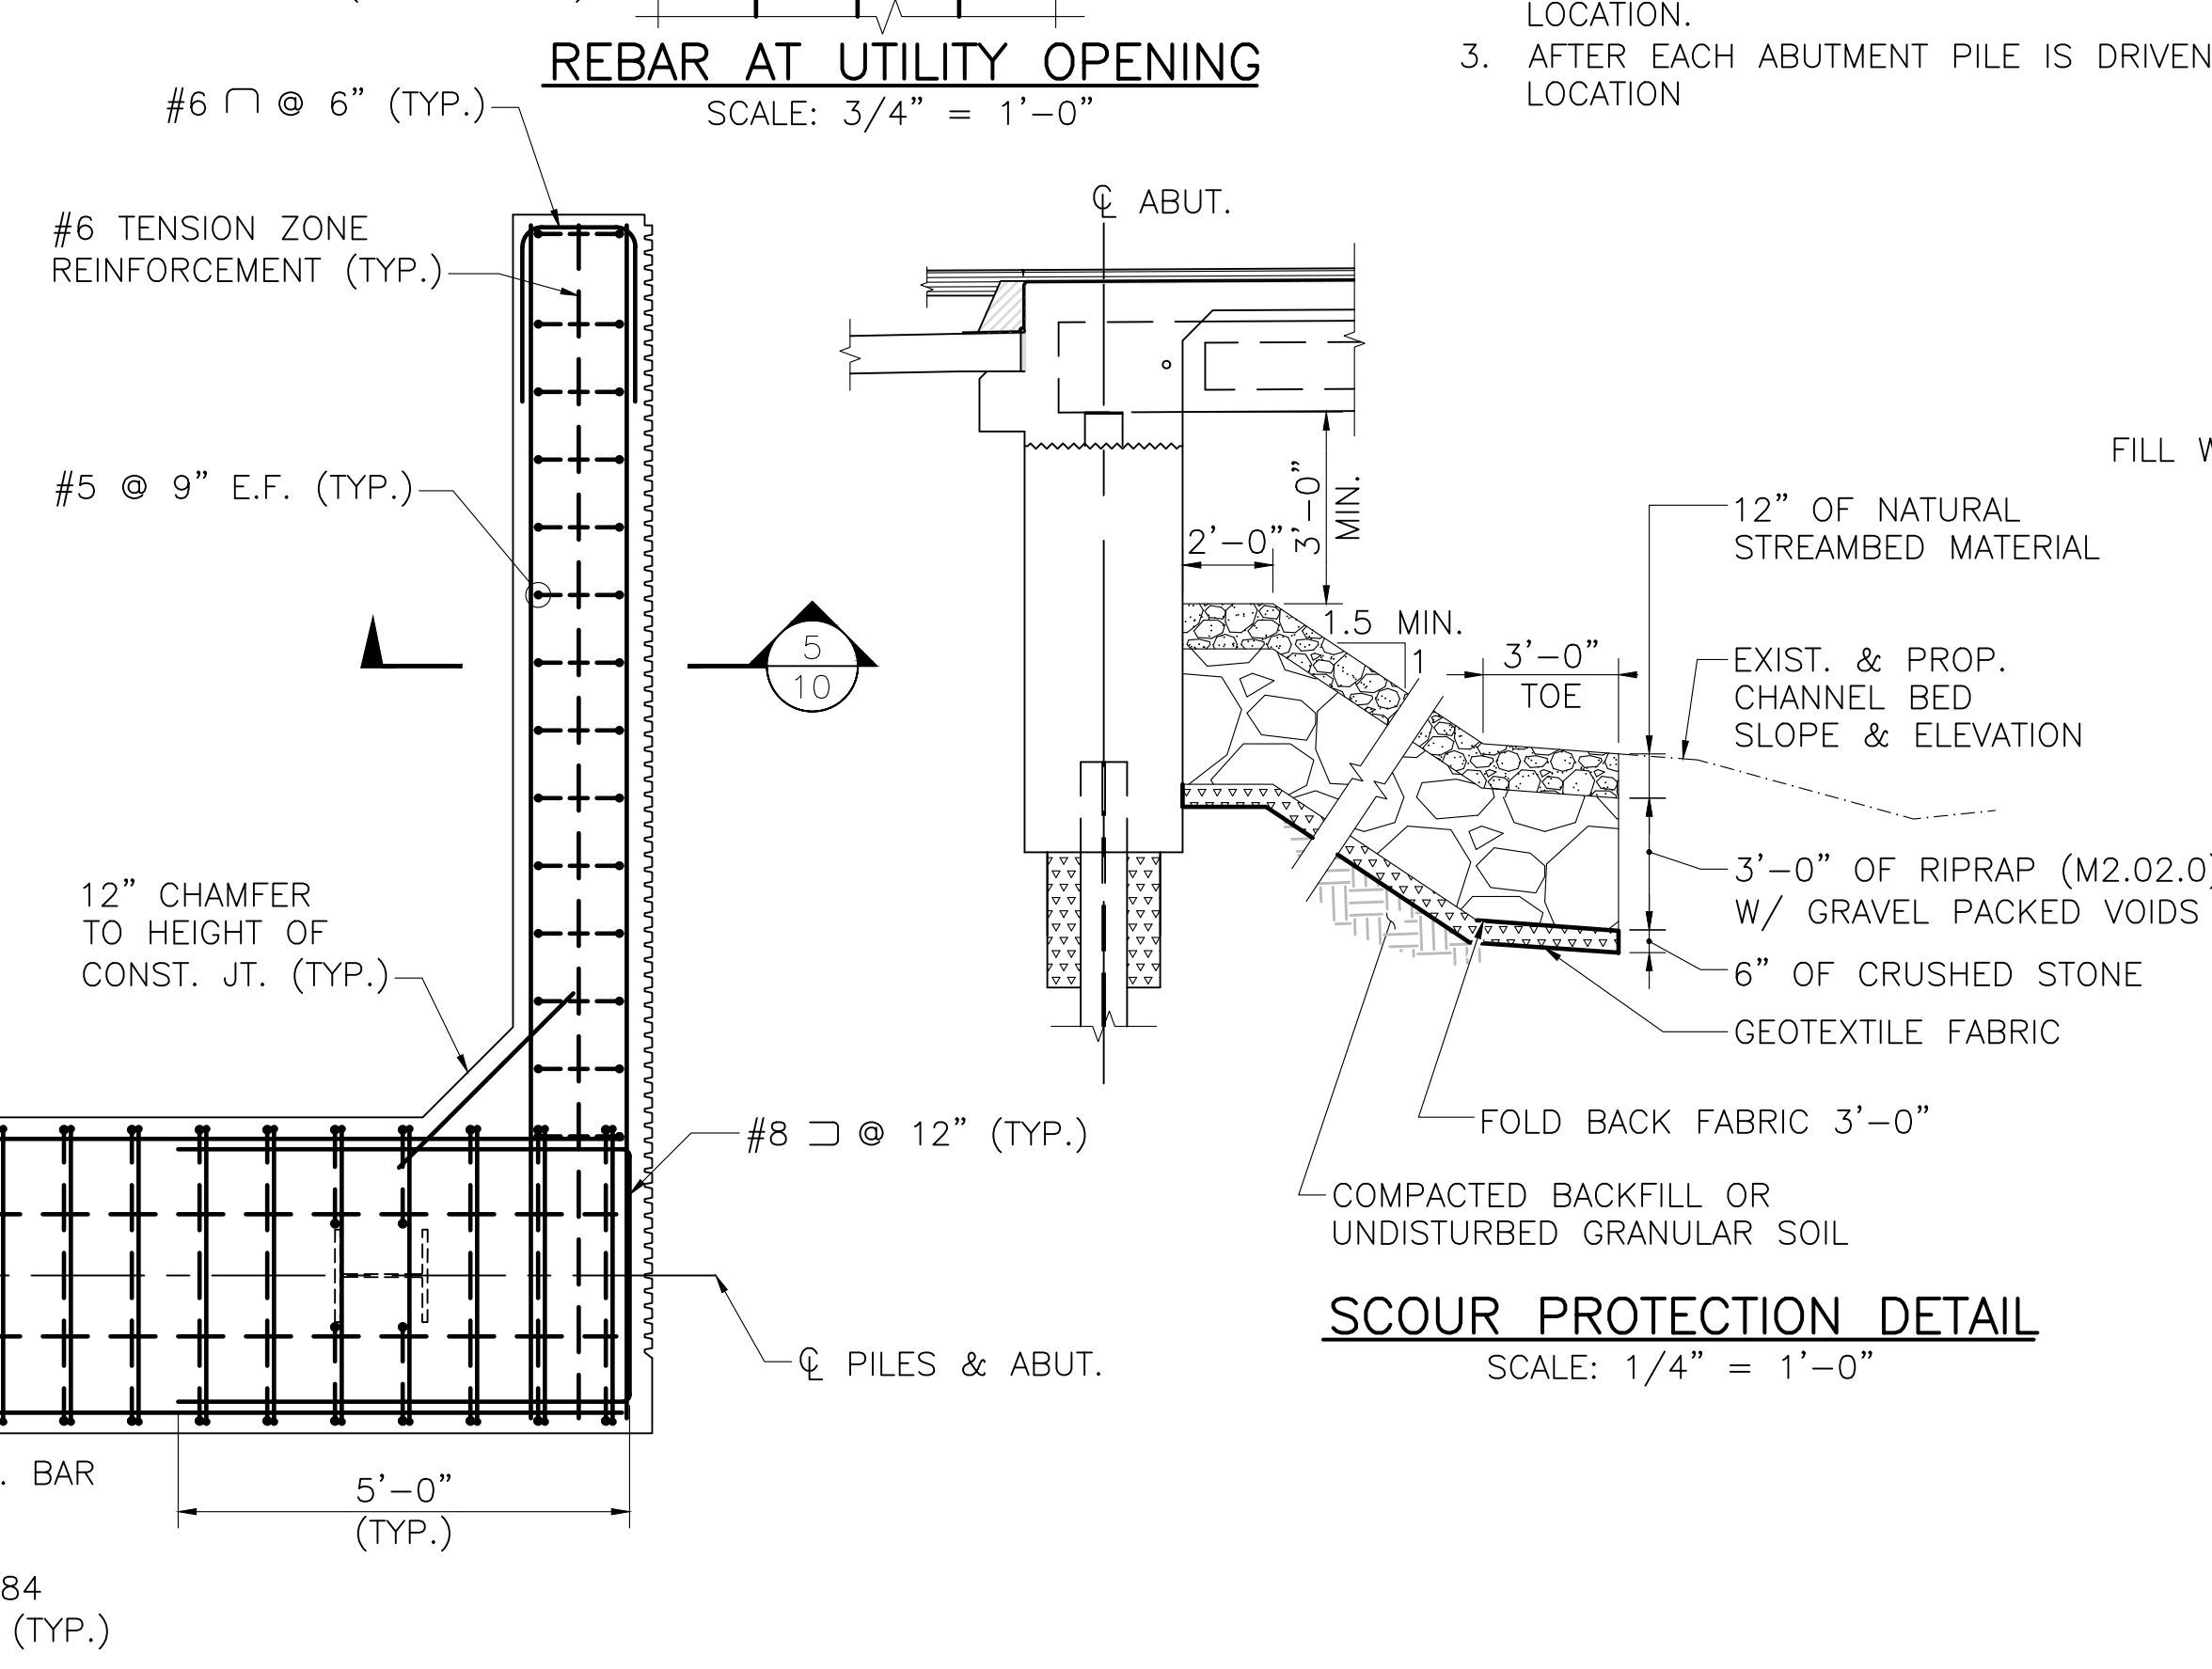 REBAR AT UTILITY OPENING
SCALE: 3/4" = 1'-0"
LOCATION.
3. AFTER EACH ABUTMENT PILE IS DRIVEN
LOCATION
#6 @ 6" (TYP.)
#6 TENSION ZONE
REINFORCEMENT (TYP.)
#5 @ 9" E.F. (TYP.)
5
10
12" CHAMFER
TO HEIGHT OF
CONST. JT. (TYP.)
#8 @ 12" (TYP.)
℄ PILES & ABUT.
. BAR
5'-0"
(TYP.)
84
(TYP.)
℄ ABUT.
3'-0"
MIN.
2'-0"
1.5 MIN.
1
3'-0"
TOE
FILL
12" OF NATURAL
STREAMBED MATERIAL
EXIST. & PROP.
CHANNEL BED
SLOPE & ELEVATION
3'-0" OF RIPRAP (M2.02.0)
W/ GRAVEL PACKED VOIDS
6" OF CRUSHED STONE
GEOTEXTILE FABRIC
FOLD BACK FABRIC 3'-0"
COMPACTED BACKFILL OR
UNDISTURBED GRANULAR SOIL
SCOUR PROTECTION DETAIL
SCALE: 1/4" = 1'-0"